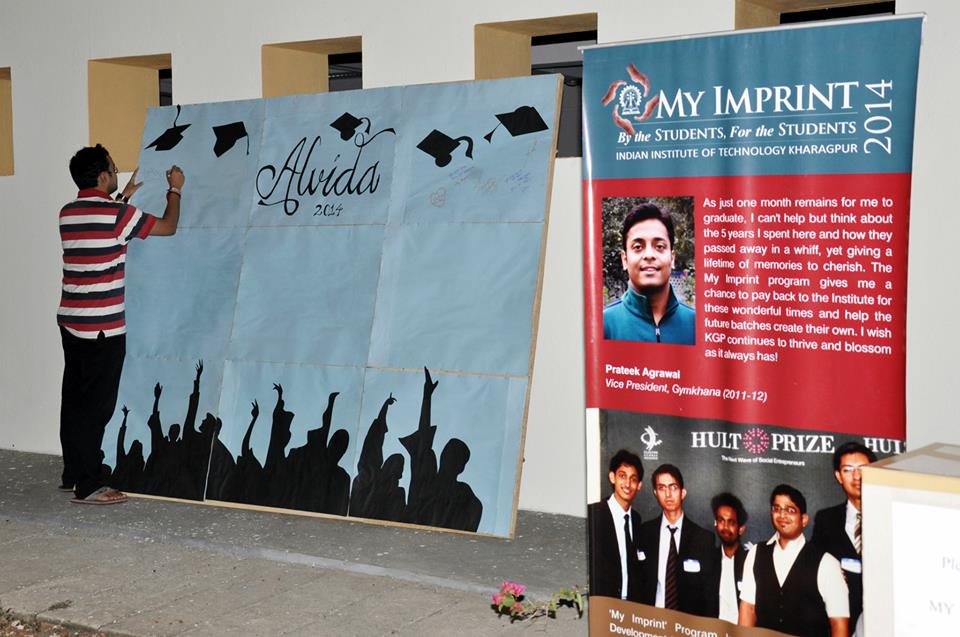 Alvida
2014
MY IMPRINT
2014
By the STUDENTS, For the STUDENTS
INDIAN INSTITUTE OF TECHNOLOGY KHARAGPUR
As just one month remains for me to
graduate, I can't help but think about
the 5 years I spent here and how they
passed away in a whiff, yet giving a
lifetime of memories to cherish. The
My Imprint program gives me a
chance to pay back to the Institute for
these wonderful times and help the
future batches create their own. I wish
KGP continues to thrive and blossom
as it always has!
Prateek Agrawal
Vice President, Gymkhana (2011-12)
HULT PRIZE HUL
The Next Wave of Social Entrepreneurs
'My Imprint' Program
Development
MY